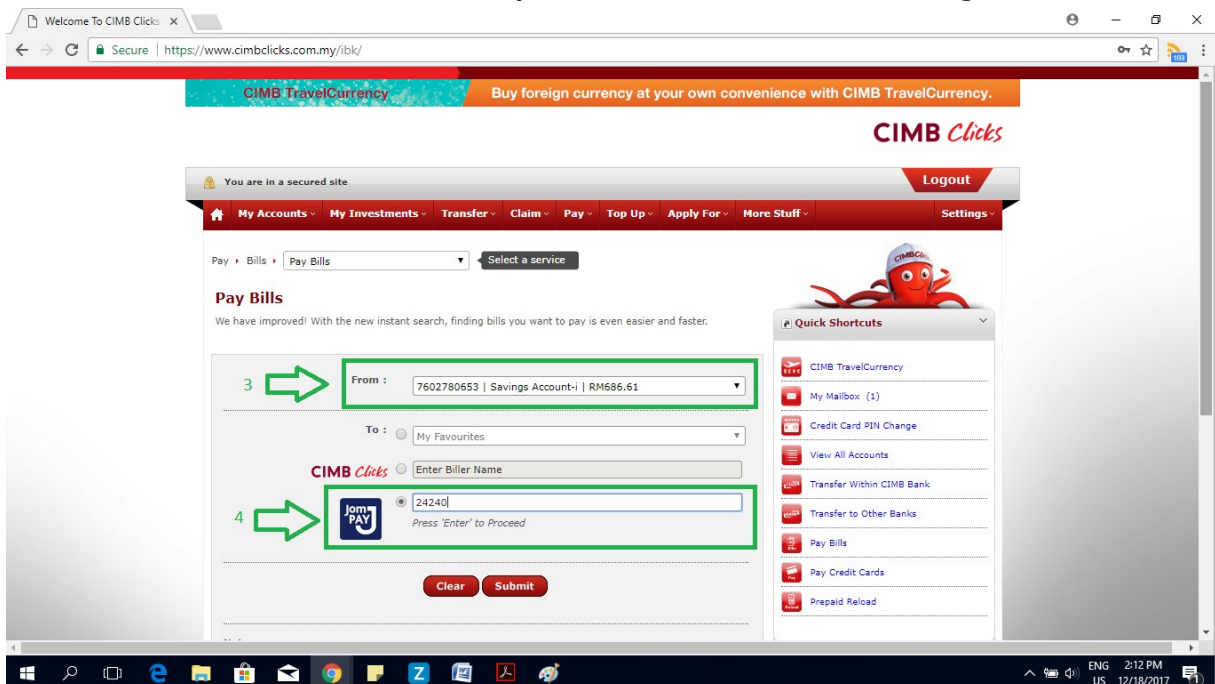 Welcome To CIMB Clicks
Secure | https://www.cimbclicks.com.my/ibk/
103
CIMB TravelCurrency Buy foreign currency at your own convenience with CIMB TravelCurrency.
CIMB Clicks
You are in a secured site Logout
My Accounts My Investments Transfer Claim Pay Top Up Apply For More Stuff Settings
Pay Bills Pay Bills Select a service
CIMBClicks
Pay Bills
We have improved! With the new instant search, finding bills you want to pay is even easier and faster.
Quick Shortcuts
3 From : 7602780653 | Savings Account-i | RM686.61
To : My Favourites
CIMB Clicks Enter Biller Name
4 Jom PAY 24240
Press 'Enter' to Proceed
Clear Submit
CIMB TravelCurrency
My Mailbox (1)
Credit Card PIN Change
View All Accounts
Transfer Within CIMB Bank
Transfer to Other Banks
Pay Bills
Pay Credit Cards
Prepaid Reload
ENG 2:12 PM
US 12/18/2017